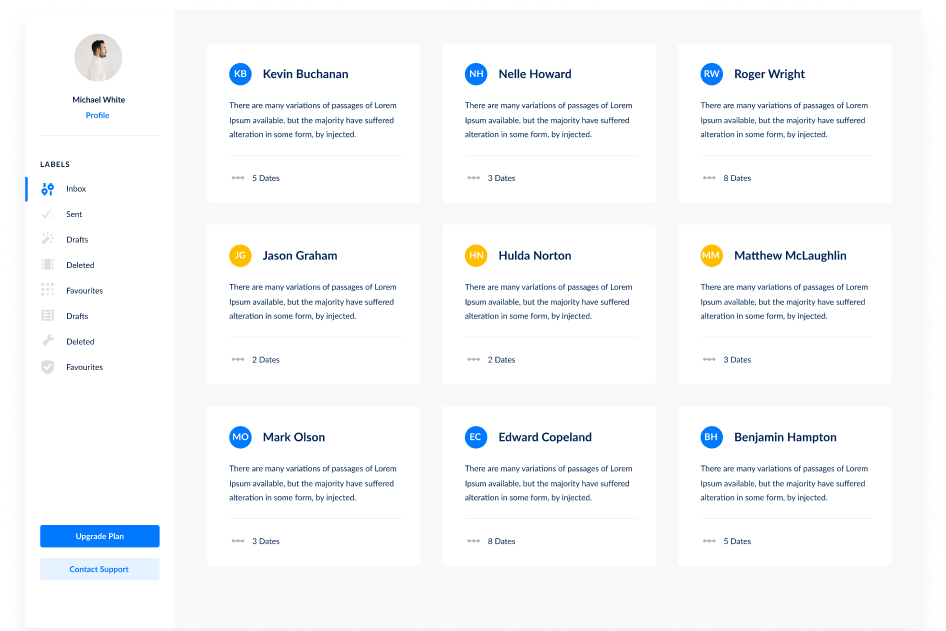 Michael White
Profile
LABELS
Inbox
Sent
Drafts
Deleted
Favourites
Drafts
Deleted
Favourites
Upgrade Plan
Contact Support
KB Kevin Buchanan
There are many variations of passages of Lorem
Ipsum available, but the majority have suffered
alteration in some form, by injected.
5 Dates
NH Nelle Howard
There are many variations of passages of Lorem
Ipsum available, but the majority have suffered
alteration in some form, by injected.
3 Dates
RW Roger Wright
There are many variations of passages of Lorem
Ipsum available, but the majority have suffered
alteration in some form, by injected.
8 Dates
JG Jason Graham
There are many variations of passages of Lorem
Ipsum available, but the majority have suffered
alteration in some form, by injected.
2 Dates
HN Hulda Norton
There are many variations of passages of Lorem
Ipsum available, but the majority have suffered
alteration in some form, by injected.
2 Dates
MM Matthew McLaughlin
There are many variations of passages of Lorem
Ipsum available, but the majority have suffered
alteration in some form, by injected.
3 Dates
MO Mark Olson
There are many variations of passages of Lorem
Ipsum available, but the majority have suffered
alteration in some form, by injected.
3 Dates
EC Edward Copeland
There are many variations of passages of Lorem
Ipsum available, but the majority have suffered
alteration in some form, by injected.
8 Dates
BH Benjamin Hampton
There are many variations of passages of Lorem
Ipsum available, but the majority have suffered
alteration in some form, by injected.
5 Dates